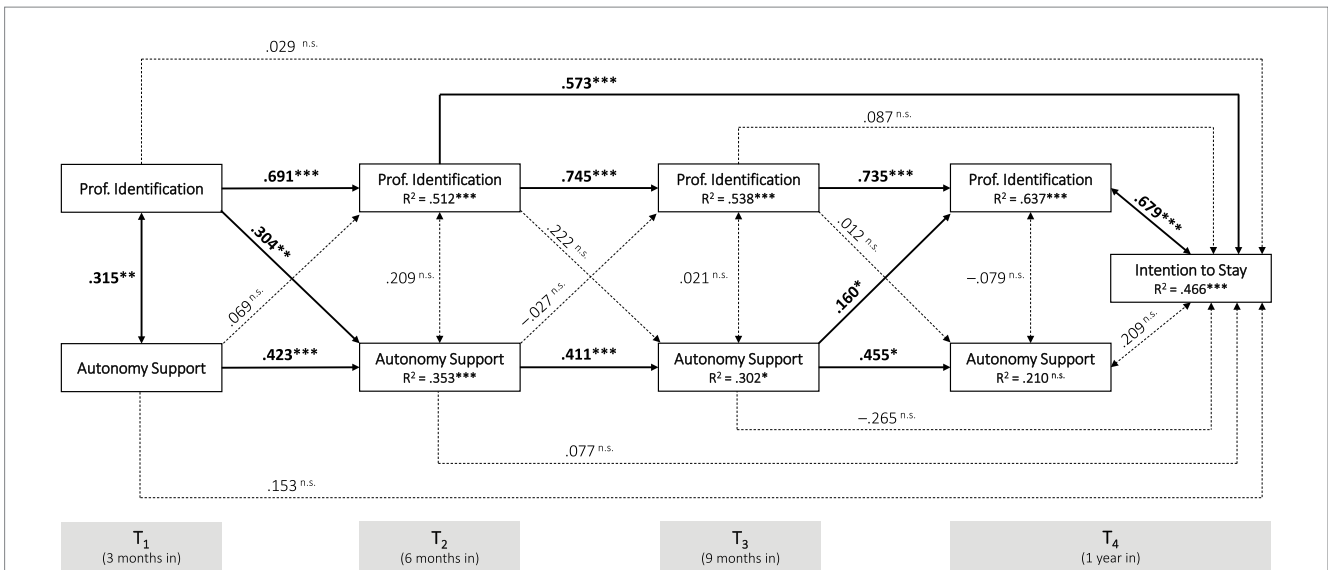 .029 n.s.
.573***
.087 n.s.
Prof. Identification
.691***
Prof. Identification
R² = .512***
.745***
Prof. Identification
R² = .538***
.735***
Prof. Identification
R² = .637***
.679***
.304**
.222 n.s.
.012 n.s.
.315**
.209 n.s.
.021 n.s.
–.079 n.s.
Intention to Stay
R² = .466***
.069 n.s.
–.027 n.s.
.160*
.209 n.s.
Autonomy Support
.423***
Autonomy Support
R² = .353***
.411***
Autonomy Support
R² = .302*
.455*
Autonomy Support
R² = .210 n.s.
–.265 n.s.
.077 n.s.
.153 n.s.
T₁
(3 months in)
T₂
(6 months in)
T₃
(9 months in)
T₄
(1 year in)